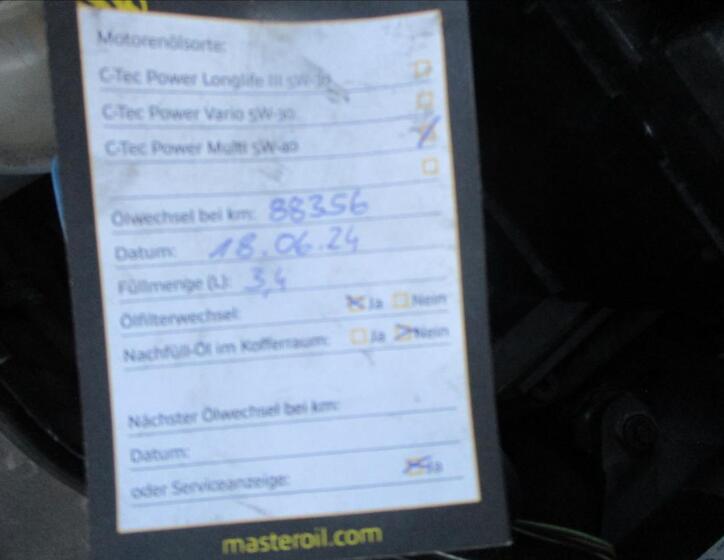 Motorenölsorte:
C-Tec Power Longlife III 5W-30
C-Tec Power Vario 5W-30
C-Tec Power Multi 5W-40
Ölwechsel bei km: 88356
Datum: 18.06.24
Füllmenge (L): 3,4
Ölfilterwechsel: Ja Nein
Nachfüll-Öl im Kofferraum: Ja Nein
Nächster Ölwechsel bei km:
Datum:
oder Serviceanzeige: Ja
masteroil.com